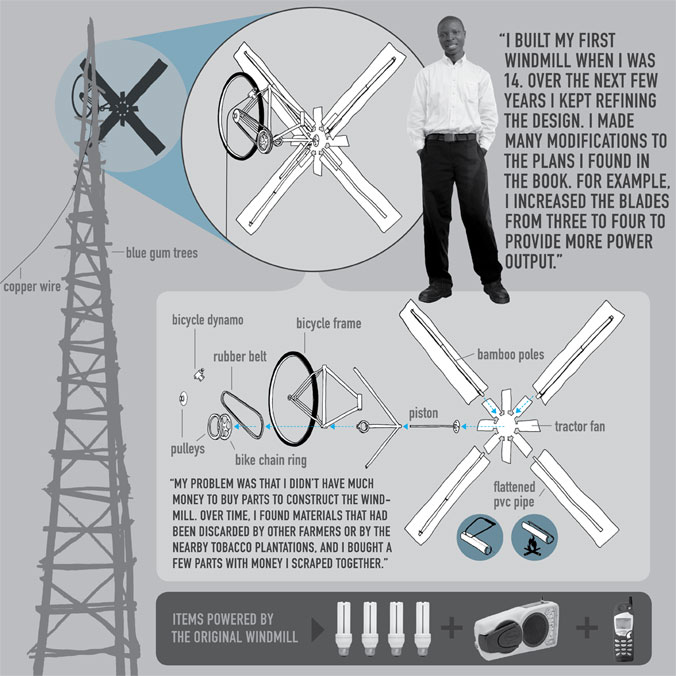 “I BUILT MY FIRST
WINDMILL WHEN I WAS
14. OVER THE NEXT FEW
YEARS I KEPT REFINING
THE DESIGN. I MADE
MANY MODIFICATIONS TO
THE PLANS I FOUND IN
THE BOOK. FOR EXAMPLE,
I INCREASED THE BLADES
FROM THREE TO FOUR TO
PROVIDE MORE POWER
OUTPUT.”
blue gum trees
copper wire
bicycle dynamo
bicycle frame
rubber belt
bamboo poles
piston
tractor fan
pulleys
bike chain ring
flattened
pvc pipe
“MY PROBLEM WAS THAT I DIDN’T HAVE MUCH
MONEY TO BUY PARTS TO CONSTRUCT THE WIND-
MILL. OVER TIME, I FOUND MATERIALS THAT HAD
BEEN DISCARDED BY OTHER FARMERS OR BY THE
NEARBY TOBACCO PLANTATIONS, AND I BOUGHT A
FEW PARTS WITH MONEY I SCRAPED TOGETHER.”
ITEMS POWERED BY
THE ORIGINAL WINDMILL